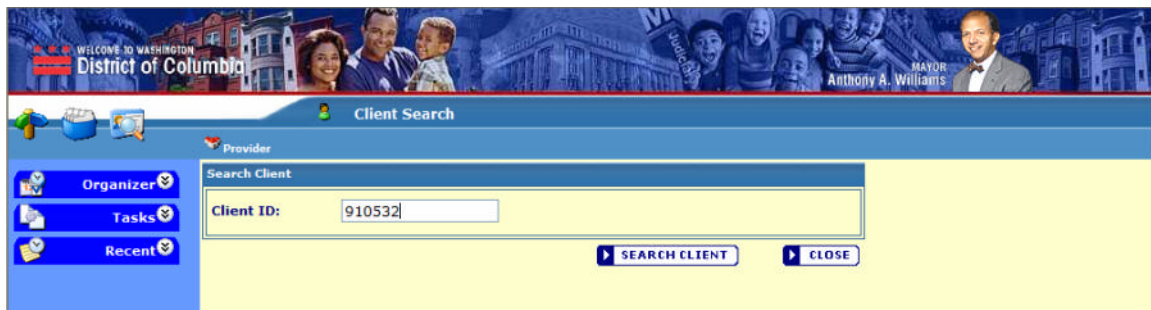 WELCOME TO WASHINGTON
District of Columbia
Judiciary
MAYOR
Anthony A. Williams
Client Search
Provider
Organizer
Tasks
Recent
Search Client
Client ID: 910532
SEARCH CLIENT
CLOSE